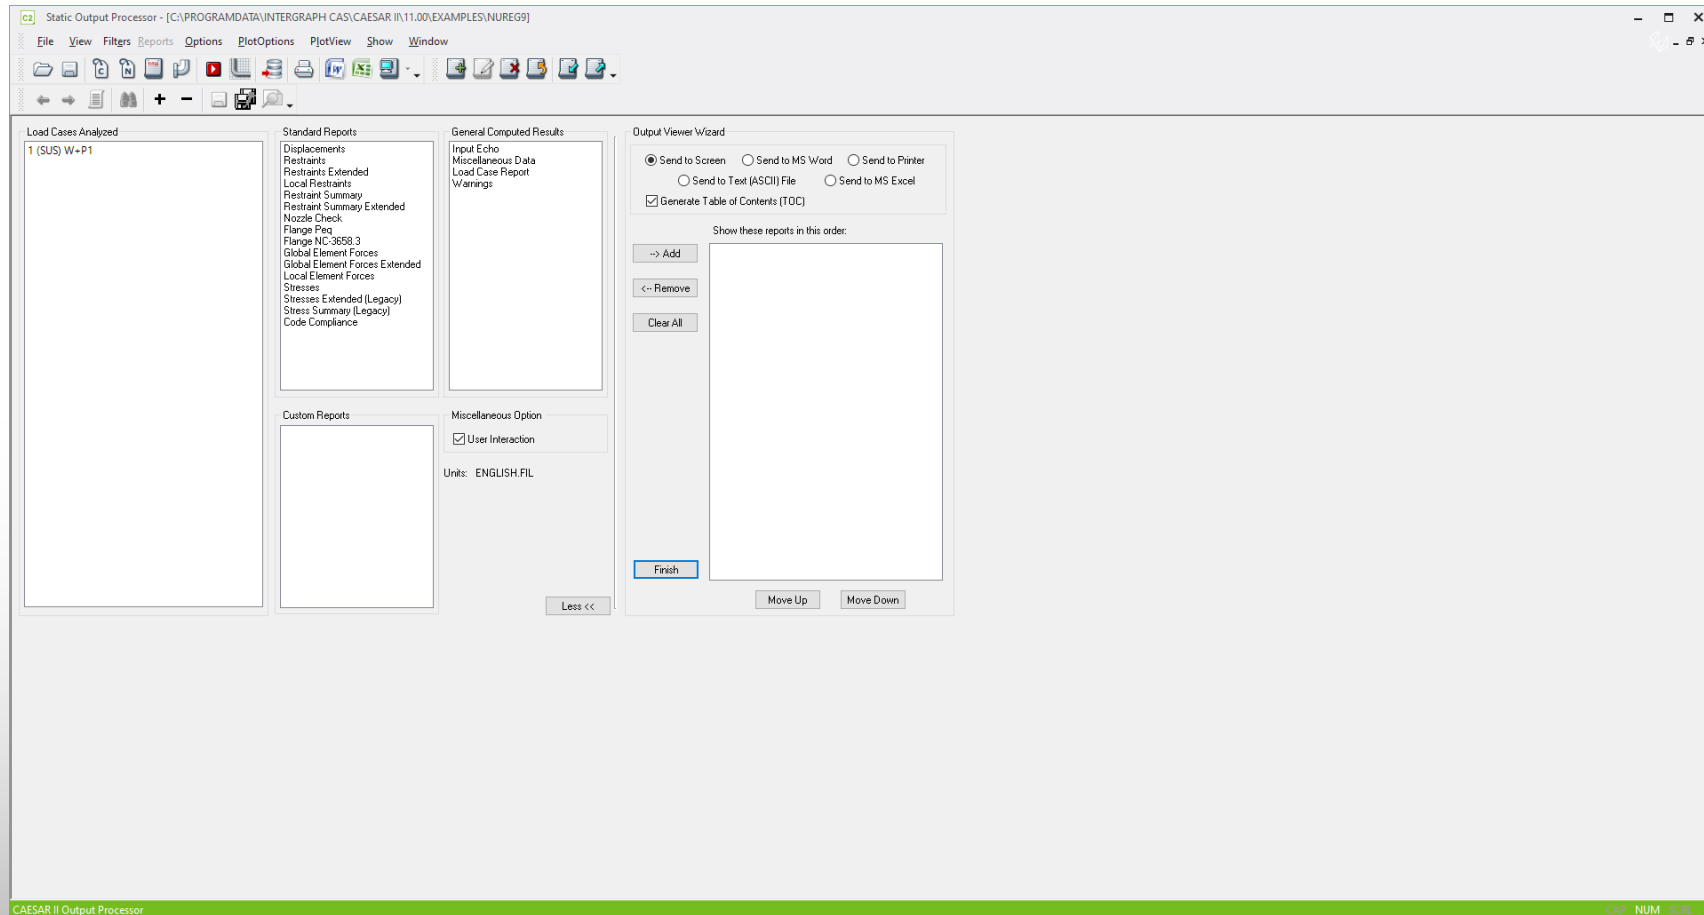 Static Output Processor - [C:\PROGRAMDATA\INTERGRAPH CAS\CAESAR II\11.00\EXAMPLES\NUREG9]
File View Filters Reports Options PlotOptions PlotView Show Window
Load Cases Analyzed
1 (SUS) W+P1
Standard Reports
Displacements
Restraints
Restraints Extended
Local Restraints
Restraint Summary
Restraint Summary Extended
Nozzle Check
Flange Peq
Flange NC-3658.3
Global Element Forces
Global Element Forces Extended
Local Element Forces
Stresses
Stresses Extended (Legacy)
Stress Summary (Legacy)
Code Compliance
General Computed Results
Input Echo
Miscellaneous Data
Load Case Report
Warnings
Custom Reports
Miscellaneous Option
User Interaction
Units: ENGLISH.FIL
Less <<
Output Viewer Wizard
Send to Screen Send to MS Word Send to Printer
Send to Text (ASCII) File Send to MS Excel
Generate Table of Contents (TOC)
Show these reports in this order:
--> Add
<-- Remove
Clear All
Finish
Move Up Move Down
CAESAR II Output Processor
CAP NUM SCRL